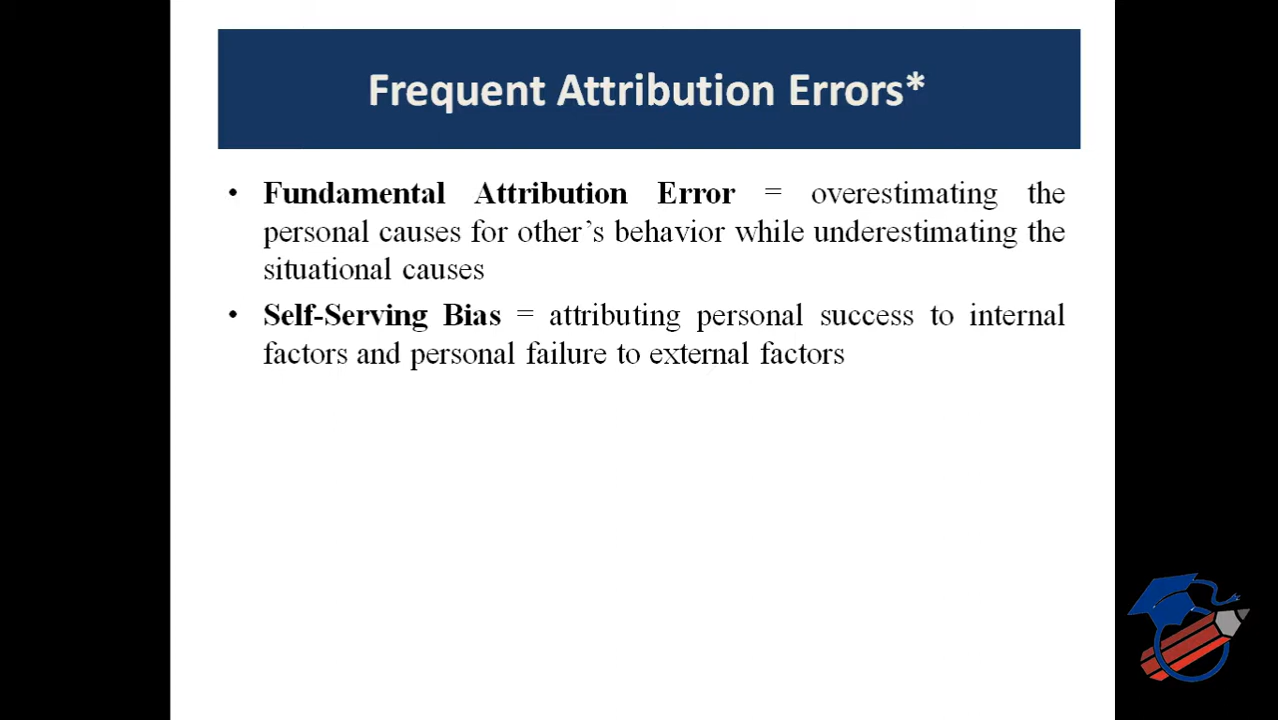 Frequent Attribution Errors*
• Fundamental Attribution Error = overestimating the
personal causes for other’s behavior while underestimating the
situational causes
• Self-Serving Bias = attributing personal success to internal
factors and personal failure to external factors